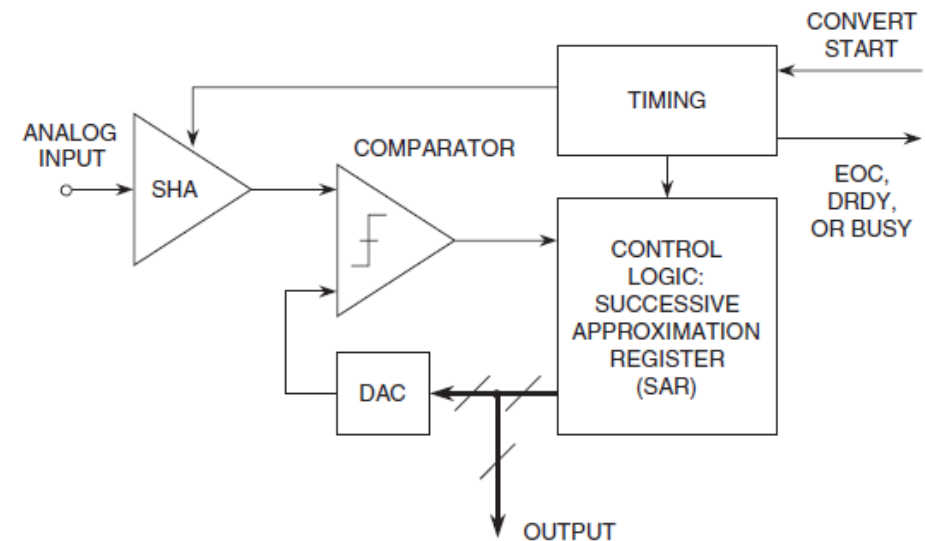 CONVERT
START
TIMING
ANALOG
INPUT
SHA
COMPARATOR
EOC,
DRDY,
OR BUSY
CONTROL
LOGIC:
SUCCESSIVE
APPROXIMATION
REGISTER
(SAR)
DAC
OUTPUT